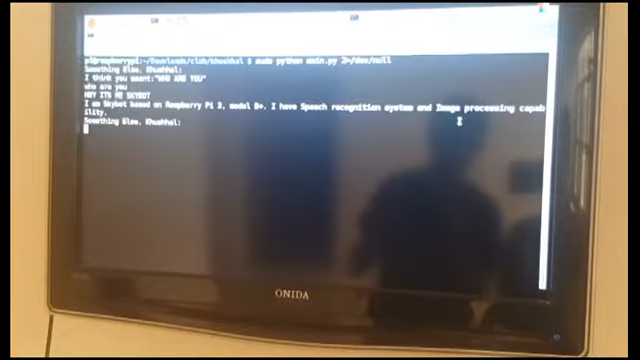 pi@raspberrypi:~/Downloads/club/khushhal $ sudo python main.py 2>/dev/null
Something Else, Khushhal:
I think you meant:"WHO ARE YOU"
who are you
HEY ITS ME SKYBOT
I am Skybot based on Raspberry Pi 3, model B+. I have Speech recognition system and Image processing capab
ility.
Something Else, Khushhal:
ONIDA